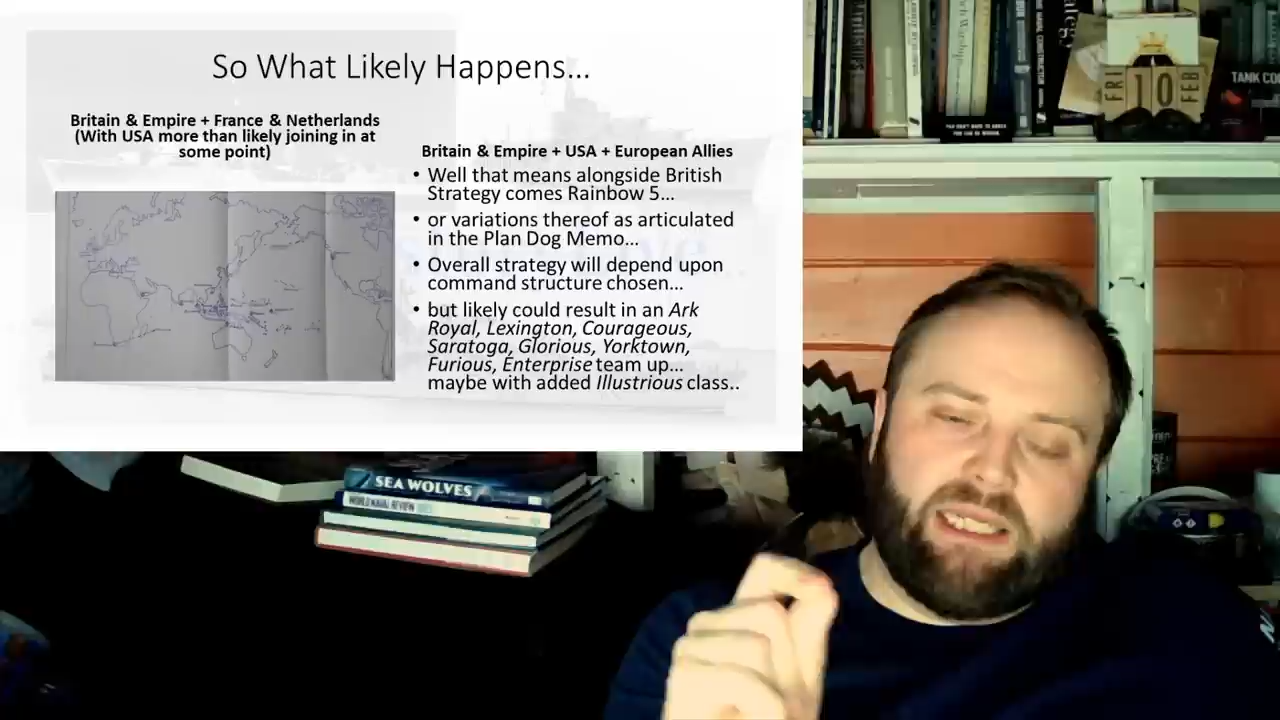 So What Likely Happens...
Britain & Empire + France & Netherlands
(With USA more than likely joining in at
some point)
Britain & Empire + USA + European Allies
• Well that means alongside British
Strategy comes Rainbow 5...
• or variations thereof as articulated
in the Plan Dog Memo...
• Overall strategy will depend upon
command structure chosen...
• but likely could result in an Ark
Royal, Lexington, Courageous,
Saratoga, Glorious, Yorktown,
Furious, Enterprise team up...
maybe with added Illustrious class..
FRI 10 FEB
SEA WOLVES
WORLD NAVAL REVIEW